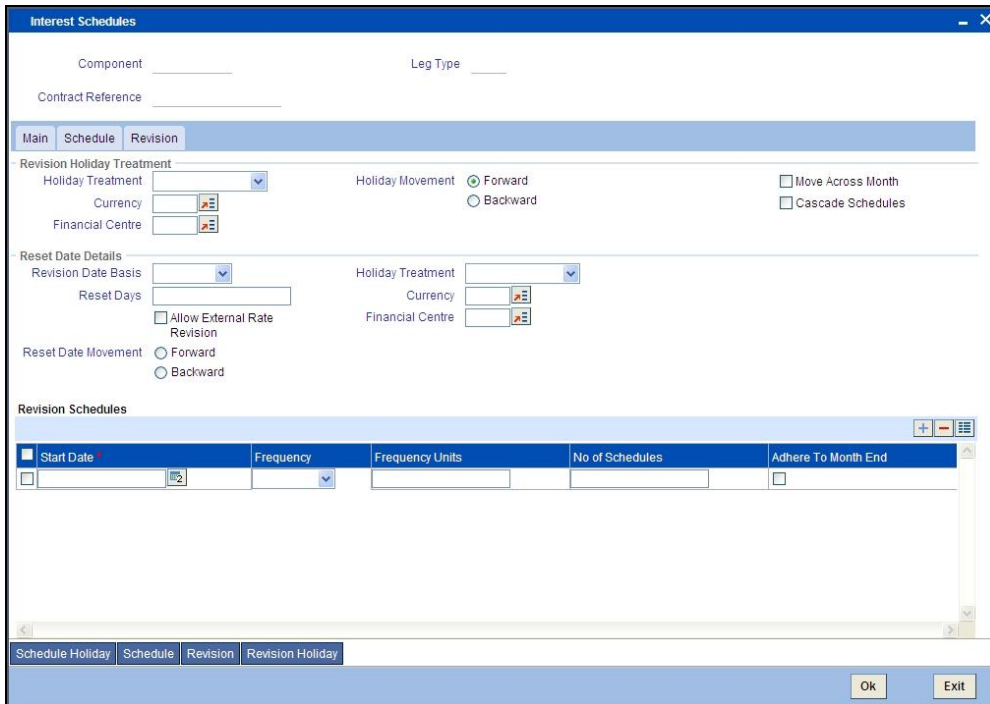 Interest Schedules
Component Leg Type
Contract Reference
Main Schedule Revision
Revision Holiday Treatment
Holiday Treatment Holiday Movement Forward Move Across Month
Currency Backward Cascade Schedules
Financial Centre
Reset Date Details
Revision Date Basis Holiday Treatment
Reset Days Currency
Allow External Rate Financial Centre
Revision
Reset Date Movement Forward
Backward
Revision Schedules
Start Date * Frequency Frequency Units No of Schedules Adhere To Month End
Schedule Holiday Schedule Revision Revision Holiday
Ok Exit